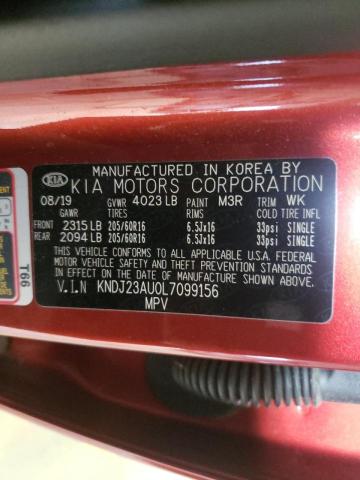 MANUFACTURED IN KOREA BY
KIA KIA MOTORS CORPORATION
08/19 GVWR 4023 LB PAINT M3R TRIM WK
GAWR TIRES RIMS COLD TIRE INFO
FRONT 2315 LB 205/60R16 6.5Jx16 33psi SINGLE
REAR 2094 LB 205/60R16 6.5Jx16 33psi SINGLE
THIS VEHICLE CONFORMS TO ALL APPLICABLE U.S.A. FEDERAL
MOTOR VEHICLE SAFETY AND THEFT PREVENTION STANDARDS
IN EFFECT ON THE DATE OF MANUFACTURE SHOWN ABOVE
V.I.N KNDJ23AU0L7099156
MPV
T66